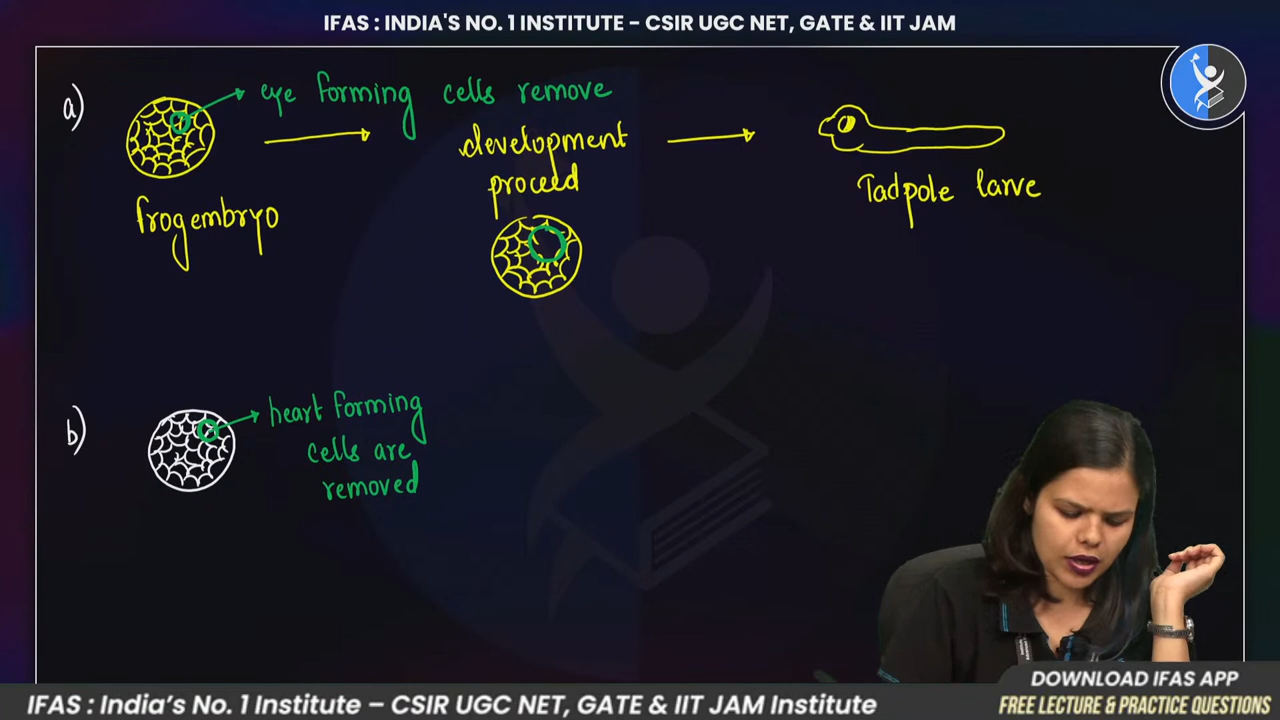 IFAS : INDIA'S NO. 1 INSTITUTE - CSIR UGC NET, GATE & IIT JAM
a)
eye forming cells remove
frogembryo
development
proceed
Tadpole larve
b)
heart forming
cells are
removed
DOWNLOAD IFAS APP
FREE LECTURE & PRACTICE QUESTIONS
IFAS : India's No. 1 Institute – CSIR UGC NET, GATE & IIT JAM Institute